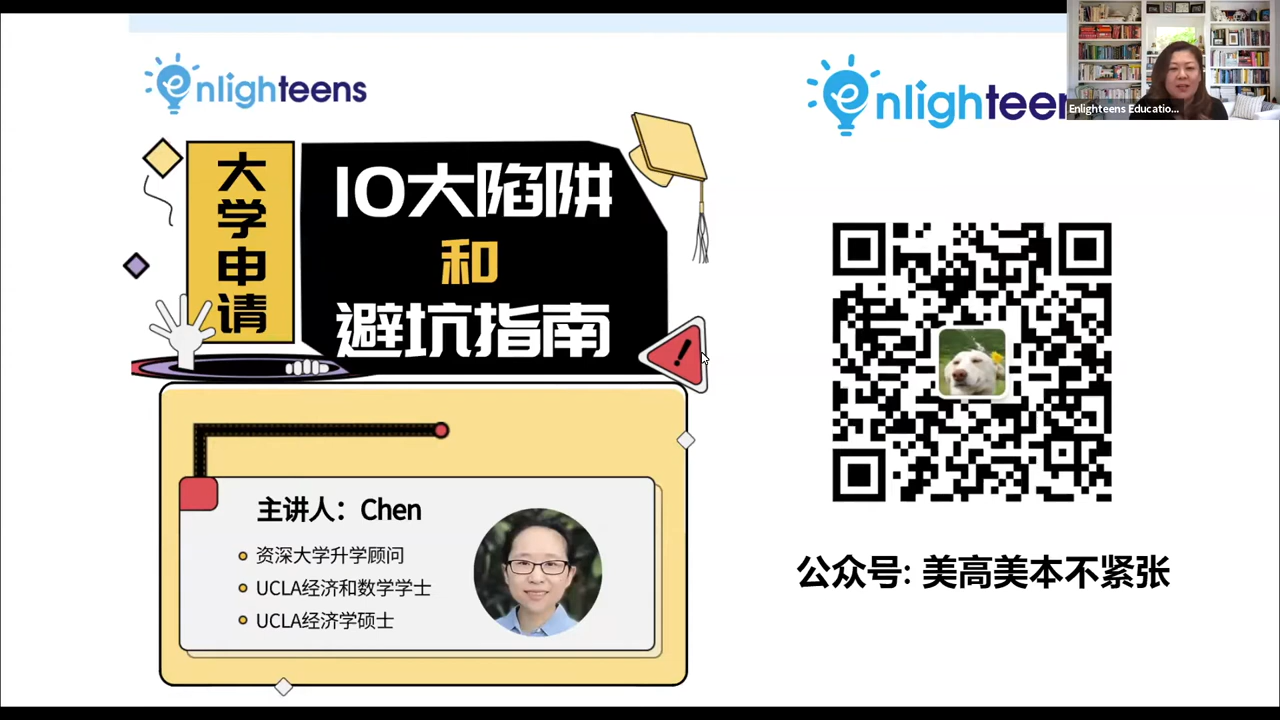 enlighteens
enlighteen
Enlighteens Educatio...
大学申请
10大陷阱
和
避坑指南
主讲人：Chen
资深大学升学顾问
UCLA经济和数学学士
UCLA经济学硕士
公众号: 美高美本不紧张